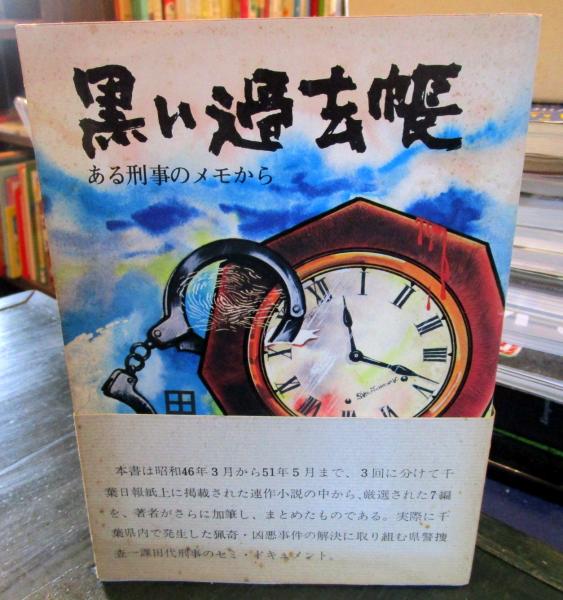 黒い過去帳
ある刑事のメモから
XII
I
II
III
IIII
VIII
IX
本書は昭和46年3月から51年5月まで、3回に分けて千
葉日報紙上に掲載された連作小説の中から、厳選された7編
を、著者がさらに加筆し、まとめたものである。実際に千
葉県内で発生した猟奇・凶悪事件の解決に取り組む県警捜
査一課田代刑事のセミ・ドキュメント。